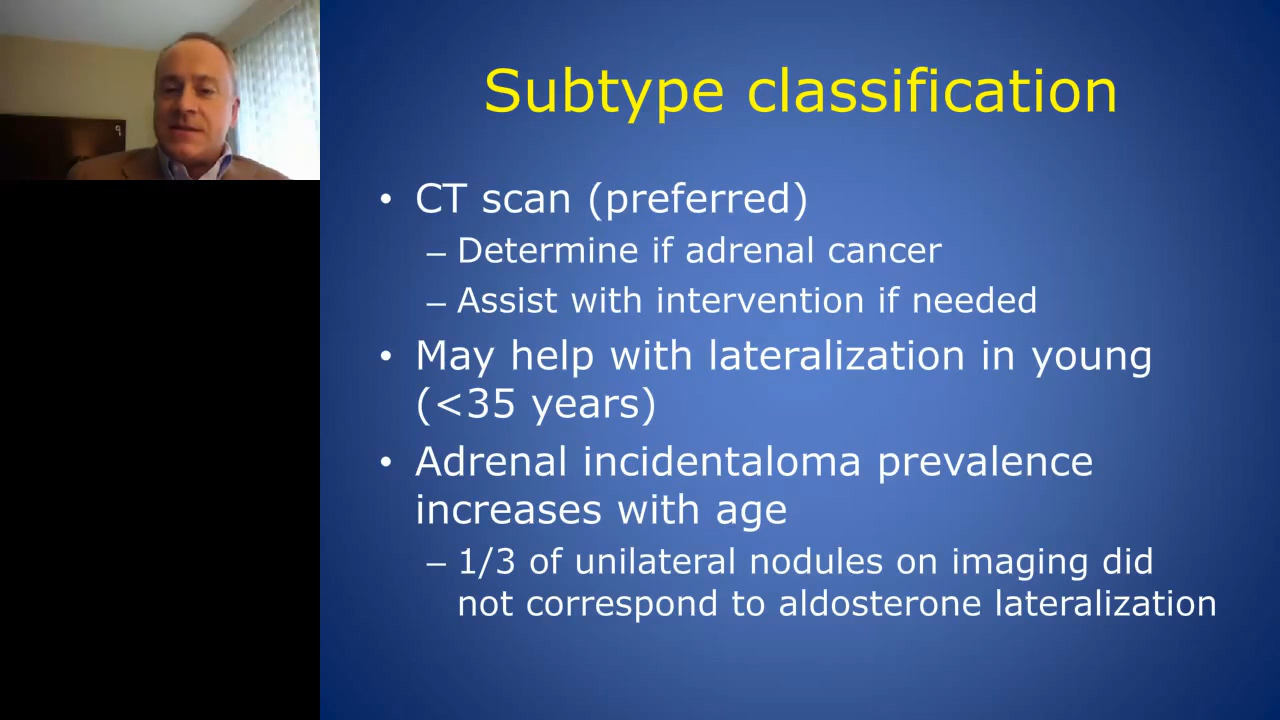 Subtype classification
• CT scan (preferred)
– Determine if adrenal cancer
– Assist with intervention if needed
• May help with lateralization in young
(<35 years)
• Adrenal incidentaloma prevalence
increases with age
– 1/3 of unilateral nodules on imaging did
not correspond to aldosterone lateralization